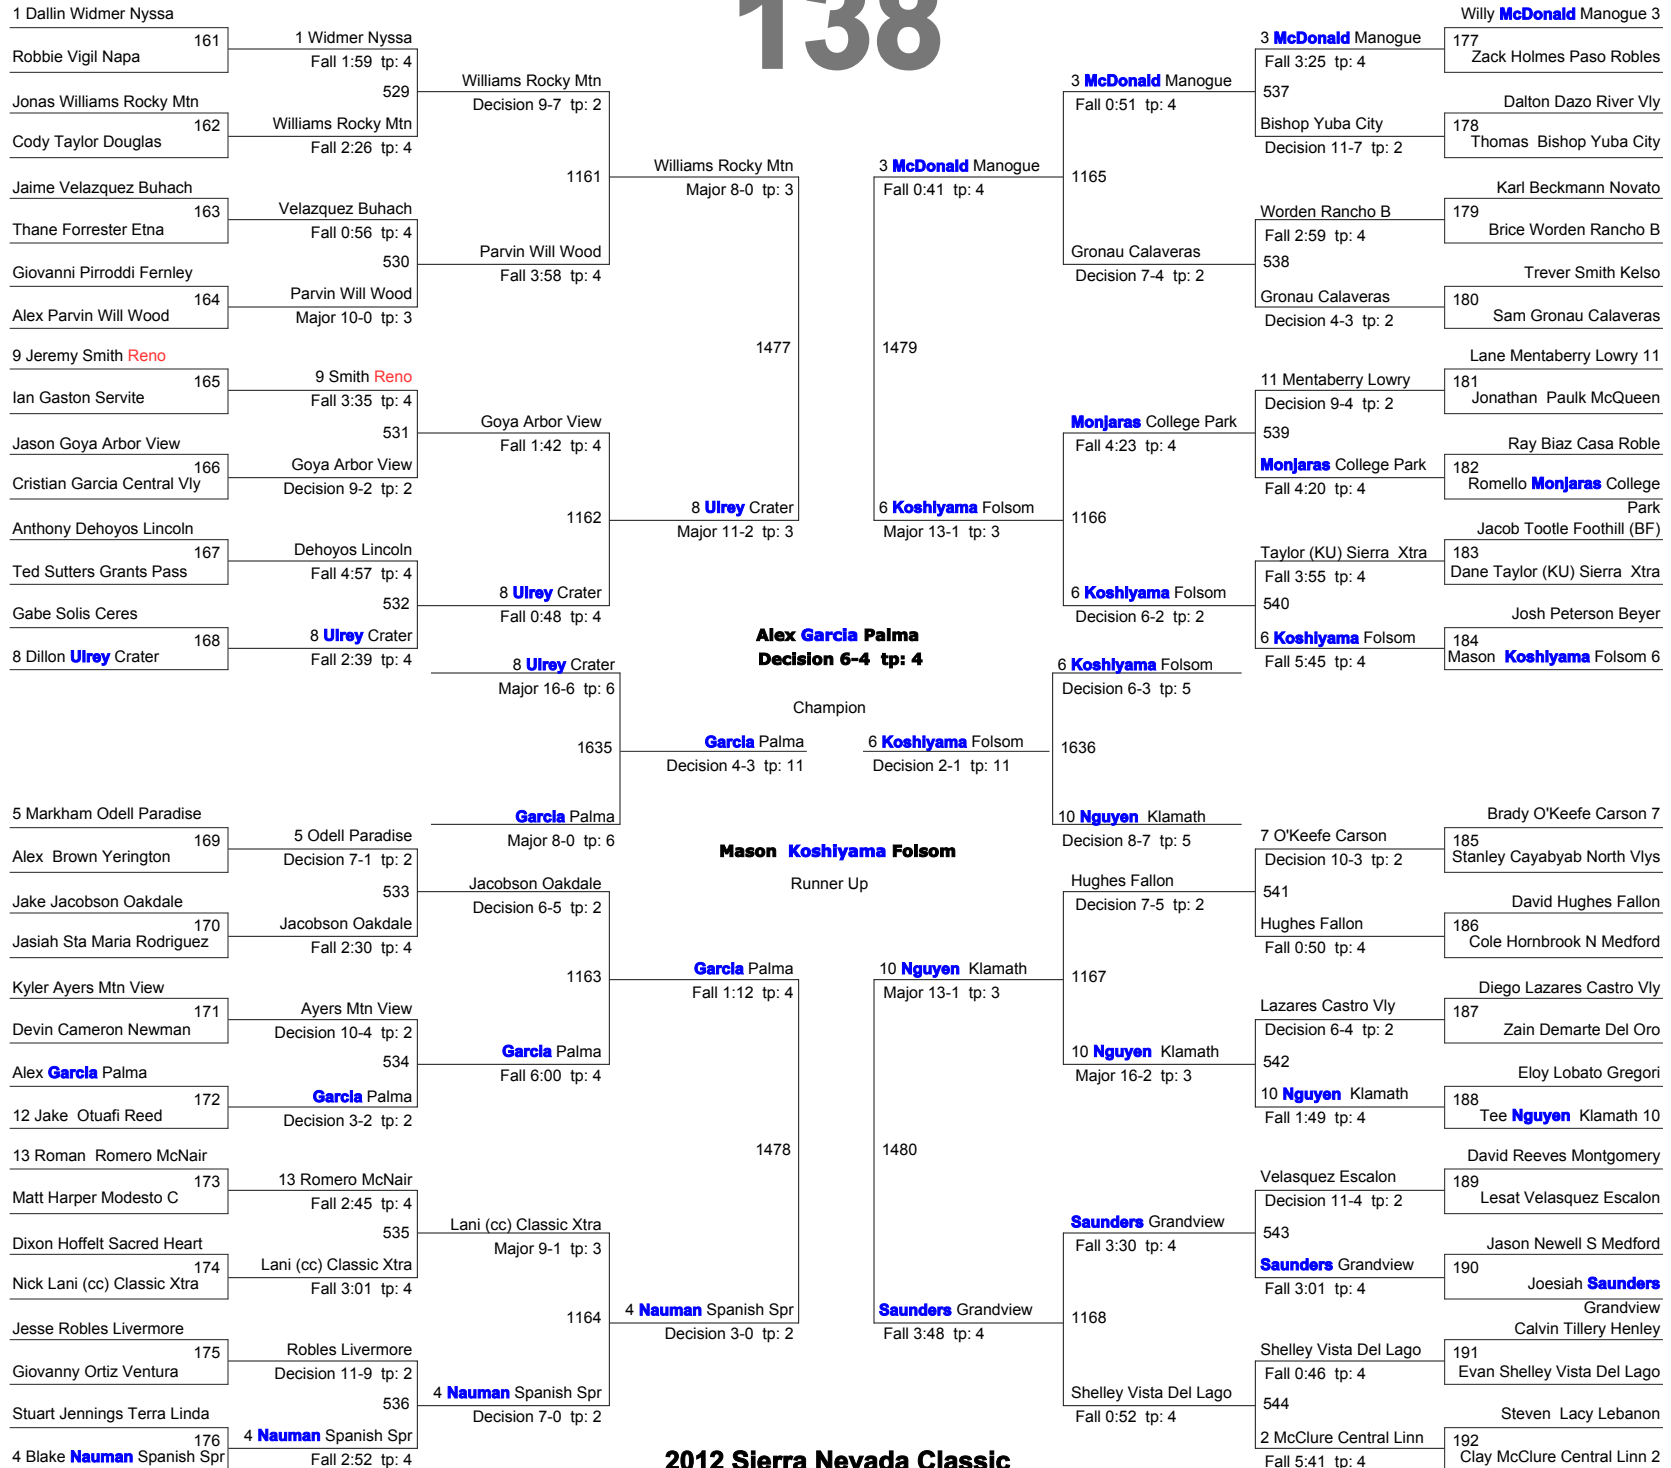 138
1 Dallin Widmer Nyssa
161
Robbie Vigil Napa
Jonas Williams Rocky Mtn
162
Cody Taylor Douglas
Jaime Velazquez Buhach
163
Thane Forrester Etna
Giovanni Pirroddi Fernley
164
Alex Parvin Will Wood
9 Jeremy Smith Reno
165
Ian Gaston Servite
Jason Goya Arbor View
166
Cristian Garcia Central Vly
Anthony Dehoyos Lincoln
167
Ted Sutters Grants Pass
Gabe Solis Ceres
168
8 Dillon Ulrey Crater
5 Markham Odell Paradise
169
Alex Brown Yerington
Jake Jacobson Oakdale
170
Jasiah Sta Maria Rodriguez
Kyler Ayers Mtn View
171
Devin Cameron Newman
Alex Garcia Palma
172
12 Jake Otuafi Reed
13 Roman Romero McNair
173
Matt Harper Modesto C
Dixon Hoffelt Sacred Heart
174
Nick Lani (cc) Classic Xtra
Jesse Robles Livermore
175
Giovanny Ortiz Ventura
Stuart Jennings Terra Linda
176
4 Blake Nauman Spanish Spr
1 Widmer Nyssa
Fall 1:59 tp: 4
529
Williams Rocky Mtn
Fall 2:26 tp: 4
Velazquez Buhach
Fall 0:56 tp: 4
530
Parvin Will Wood
Major 10-0 tp: 3
9 Smith Reno
Fall 3:35 tp: 4
531
Goya Arbor View
Decision 9-2 tp: 2
Dehoyos Lincoln
Fall 4:57 tp: 4
532
8 Ulrey Crater
Fall 2:39 tp: 4
5 Odell Paradise
Decision 7-1 tp: 2
533
Jacobson Oakdale
Fall 2:30 tp: 4
Ayers Mtn View
Decision 10-4 tp: 2
534
Garcia Palma
Decision 3-2 tp: 2
13 Romero McNair
Fall 2:45 tp: 4
535
Lani (cc) Classic Xtra
Fall 3:01 tp: 4
Robles Livermore
Decision 11-9 tp: 2
536
4 Nauman Spanish Spr
Fall 2:52 tp: 4
Williams Rocky Mtn
Decision 9-7 tp: 2
1161
Parvin Will Wood
Fall 3:58 tp: 4
Goya Arbor View
Fall 1:42 tp: 4
1162
8 Ulrey Crater
Fall 0:48 tp: 4
Jacobson Oakdale
Decision 6-5 tp: 2
1163
Garcia Palma
Fall 6:00 tp: 4
Lani (cc) Classic Xtra
Major 9-1 tp: 3
1164
4 Nauman Spanish Spr
Decision 7-0 tp: 2
Williams Rocky Mtn
Major 8-0 tp: 3
1477
8 Ulrey Crater
Major 11-2 tp: 3
Garcia Palma
Fall 1:12 tp: 4
1478
4 Nauman Spanish Spr
Decision 3-0 tp: 2
8 Ulrey Crater
Major 16-6 tp: 6
1635
Garcia Palma
Major 8-0 tp: 6
Garcia Palma
Decision 4-3 tp: 11
Alex Garcia Palma
Decision 6-4 tp: 4
Champion
Mason Koshiyama Folsom
Runner Up
6 Koshiyama Folsom
Decision 2-1 tp: 11
6 Koshiyama Folsom
Decision 6-3 tp: 5
1636
10 Nguyen Klamath
Decision 8-7 tp: 5
3 McDonald Manogue
Fall 0:41 tp: 4
1479
6 Koshiyama Folsom
Major 13-1 tp: 3
10 Nguyen Klamath
Major 13-1 tp: 3
1480
Saunders Grandview
Fall 3:48 tp: 4
3 McDonald Manogue
Fall 0:51 tp: 4
1165
Gronau Calaveras
Decision 7-4 tp: 2
Monjaras College Park
Fall 4:23 tp: 4
1166
6 Koshiyama Folsom
Decision 6-2 tp: 2
Hughes Fallon
Decision 7-5 tp: 2
1167
10 Nguyen Klamath
Major 16-2 tp: 3
Saunders Grandview
Fall 3:30 tp: 4
1168
Shelley Vista Del Lago
Fall 0:52 tp: 4
3 McDonald Manogue
Fall 3:25 tp: 4
537
Bishop Yuba City
Decision 11-7 tp: 2
Worden Rancho B
Fall 2:59 tp: 4
538
Gronau Calaveras
Decision 4-3 tp: 2
11 Mentaberry Lowry
Decision 9-4 tp: 2
539
Monjaras College Park
Fall 4:20 tp: 4
Taylor (KU) Sierra Xtra
Fall 3:55 tp: 4
540
6 Koshiyama Folsom
Fall 5:45 tp: 4
7 O'Keefe Carson
Decision 10-3 tp: 2
541
Hughes Fallon
Fall 0:50 tp: 4
Lazares Castro Vly
Decision 6-4 tp: 2
542
10 Nguyen Klamath
Fall 1:49 tp: 4
Velasquez Escalon
Decision 11-4 tp: 2
543
Saunders Grandview
Fall 3:01 tp: 4
Shelley Vista Del Lago
Fall 0:46 tp: 4
544
2 McClure Central Linn
Fall 5:41 tp: 4
Willy McDonald Manogue 3
177
Zack Holmes Paso Robles
Dalton Dazo River Vly
178
Thomas Bishop Yuba City
Karl Beckmann Novato
179
Brice Worden Rancho B
Trever Smith Kelso
180
Sam Gronau Calaveras
Lane Mentaberry Lowry 11
181
Jonathan Paulk McQueen
Ray Biaz Casa Roble
182
Romello Monjaras College
Park
Jacob Tootle Foothill (BF)
183
Dane Taylor (KU) Sierra Xtra
Josh Peterson Beyer
184
Mason Koshiyama Folsom 6
Brady O'Keefe Carson 7
185
Stanley Cayabyab North Vlys
David Hughes Fallon
186
Cole Hornbrook N Medford
Diego Lazares Castro Vly
187
Zain Demarte Del Oro
Eloy Lobato Gregori
188
Tee Nguyen Klamath 10
David Reeves Montgomery
189
Lesat Velasquez Escalon
Jason Newell S Medford
190
Joesiah Saunders
Grandview
Calvin Tillery Henley
191
Evan Shelley Vista Del Lago
Steven Lacy Lebanon
192
Clay McClure Central Linn 2
2012 Sierra Nevada Classic